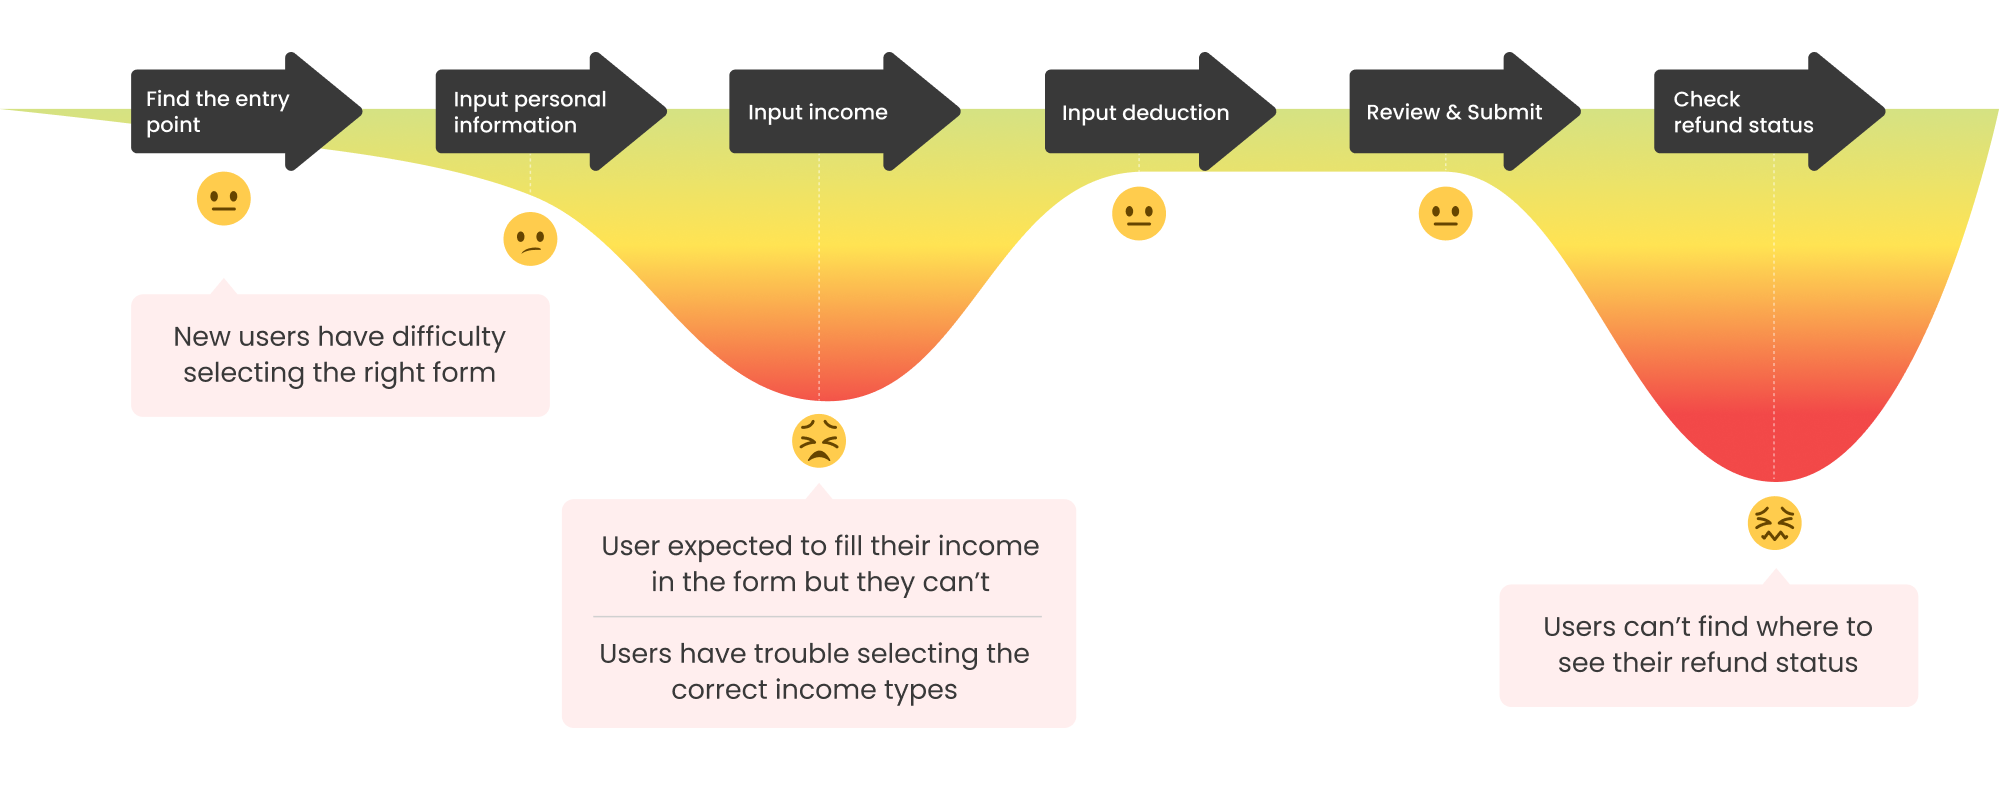 Find the entry
point
Input personal
information
Input income
Input deduction
Review & Submit
Check
refund status
New users have difficulty
selecting the right form
User expected to fill their income
in the form but they can’t
Users have trouble selecting the
correct income types
Users can’t find where to
see their refund status